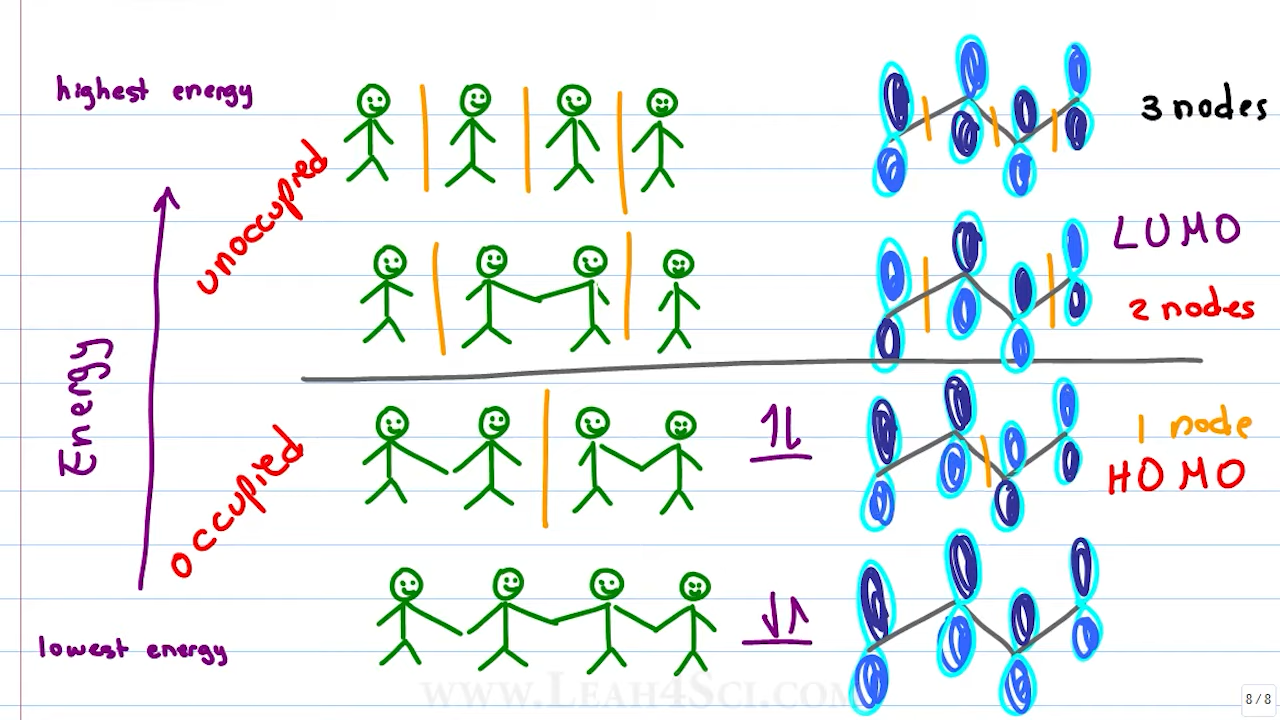 highest energy
3 nodes
unoccupied
LUMO
2 nodes
Energy
1 node
HOMO
occupied
lowest energy
www.Leah4Sci.com
8/8